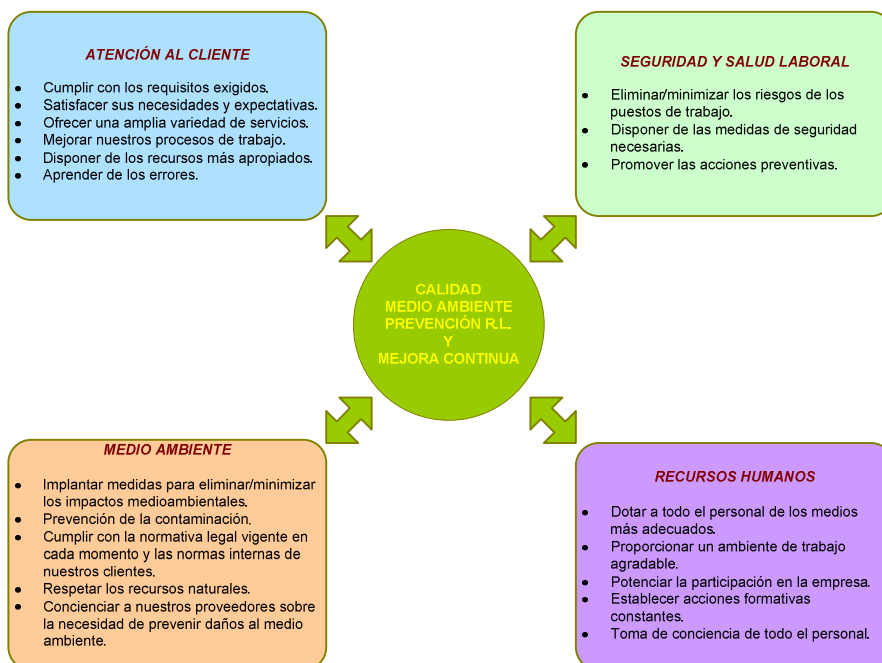 ATENCIÓN AL CLIENTE
• Cumplir con los requisitos exigidos.
• Satisfacer sus necesidades y expectativas.
• Ofrecer una amplia variedad de servicios.
• Mejorar nuestros procesos de trabajo.
• Disponer de los recursos más apropiados.
• Aprender de los errores.
SEGURIDAD Y SALUD LABORAL
• Eliminar/minimizar los riesgos de los
puestos de trabajo.
• Disponer de las medidas de seguridad
necesarias.
• Promover las acciones preventivas.
CALIDAD
MEDIO AMBIENTE
PREVENCIÓN R.L.
Y
MEJORA CONTINUA
MEDIO AMBIENTE
• Implantar medidas para eliminar/minimizar
los impactos medioambientales.
• Prevención de la contaminación.
• Cumplir con la normativa legal vigente en
cada momento y las normas internas de
nuestros clientes.
• Respetar los recursos naturales.
• Concienciar a nuestros proveedores sobre
la necesidad de prevenir daños al medio
ambiente.
RECURSOS HUMANOS
• Dotar a todo el personal de los medios
más adecuados.
• Proporcionar un ambiente de trabajo
agradable.
• Potenciar la participación en la empresa.
• Establecer acciones formativas
constantes.
• Toma de conciencia de todo el personal.